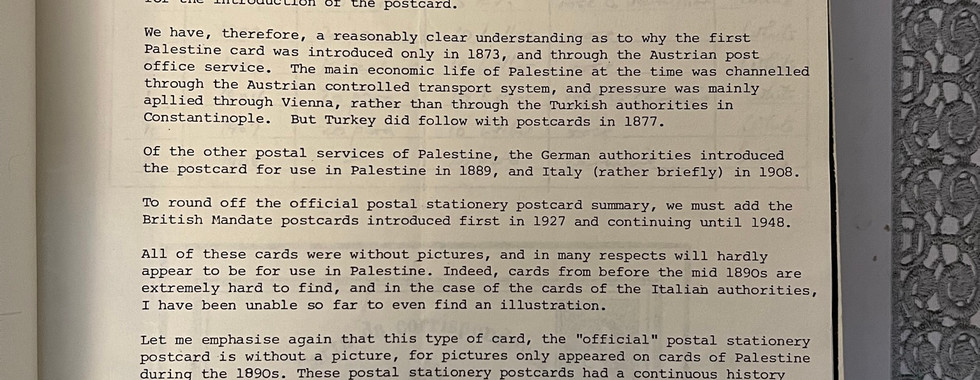 for the introduction of the postcard.
We have, therefore, a reasonably clear understanding as to why the first
Palestine card was introduced only in 1873, and through the Austrian post
office service. The main economic life of Palestine at the time was channelled
through the Austrian controlled transport system, and pressure was mainly
apllied through Vienna, rather than through the Turkish authorities in
Constantinople. But Turkey did follow with postcards in 1877.
Of the other postal services of Palestine, the German authorities introduced
the postcard for use in Palestine in 1889, and Italy (rather briefly) in 1908.
To round off the official postal stationery postcard summary, we must add the
British Mandate postcards introduced first in 1927 and continuing until 1948.
All of these cards were without pictures, and in many respects will hardly
appear to be for use in Palestine. Indeed, cards from before the mid 1890s are
extremely hard to find, and in the case of the cards of the Italian authorities,
I have been unable so far to even find an illustration.
Let me emphasise again that this type of card, the "official" postal stationery
postcard is without a picture, for pictures only appeared on cards of Palestine
during the 1890s. These postal stationery postcards had a continuous history